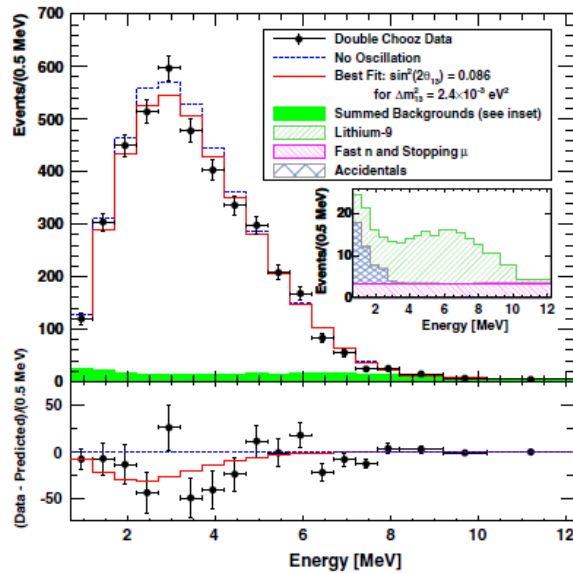 Events/(0.5 MeV)
700
600
500
400
300
200
100
0
Double Chooz Data
No Oscillation
Best Fit: sin²(2θ₁₃) = 0.086
for Δm²₁₃ = 2.4×10⁻³ eV²
Summed Backgrounds (see inset)
Lithium-9
Fast n and Stopping μ
Accidentals
Events/(0.5 MeV)
20
10
0
2 4 6 8 10 12
Energy [MeV]
(Data - Predicted)/(0.5 MeV)
50
0
-50
2 4 6 8 10 12
Energy [MeV]